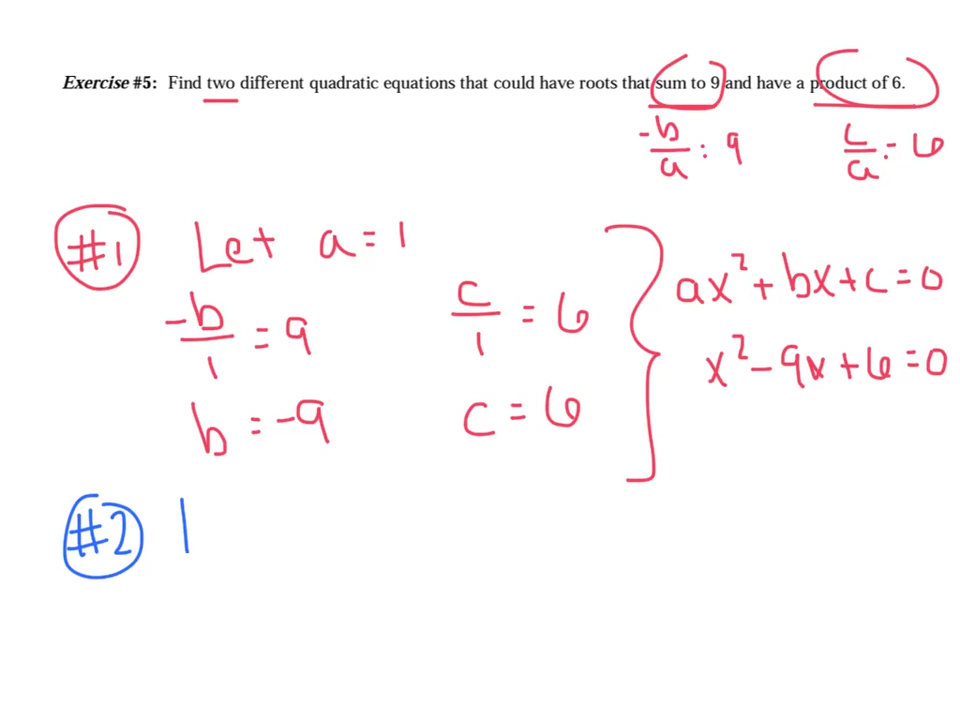 Exercise #5: Find two different quadratic equations that could have roots that sum to 9 and have a product of 6.
-b/a = 9 c/a = 6
#1 Let a = 1
-b/1 = 9 c/1 = 6 ax²+bx+c=0
b = -9 c = 6 x²-9x+6=0
#2 |